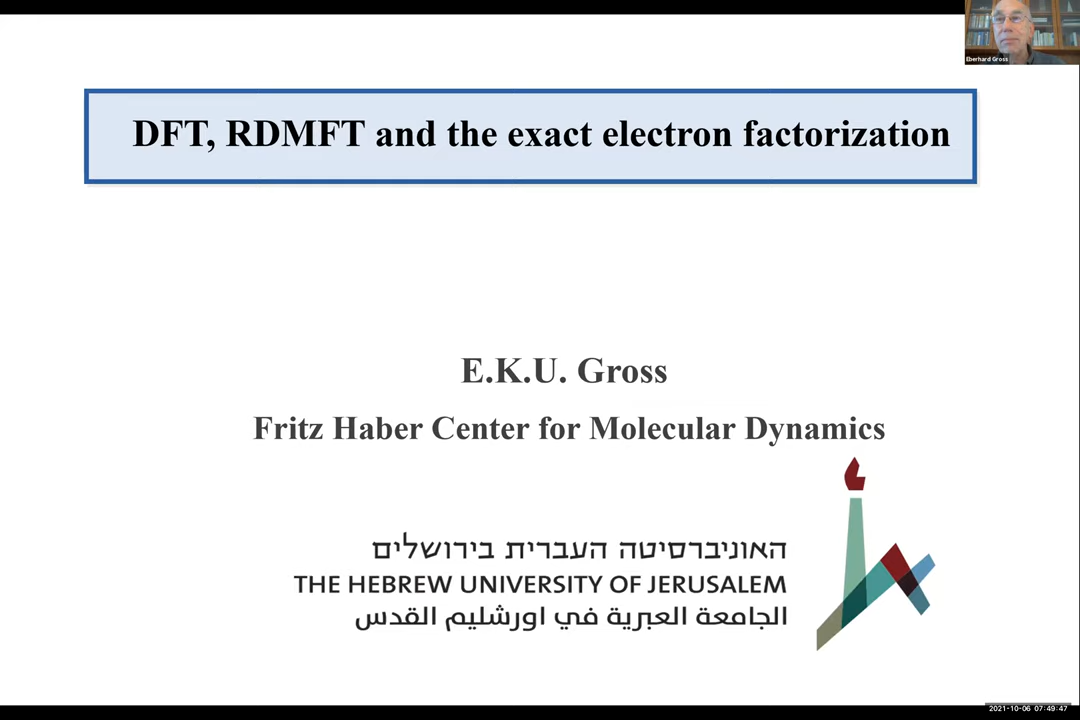 Eberhard Gross
DFT, RDMFT and the exact electron factorization
E.K.U. Gross
Fritz Haber Center for Molecular Dynamics
האוניברסיטה העברית בירושלים
THE HEBREW UNIVERSITY OF JERUSALEM
الجامعة العبرية في اورشليم القدس
2021-10-06 07:49:47